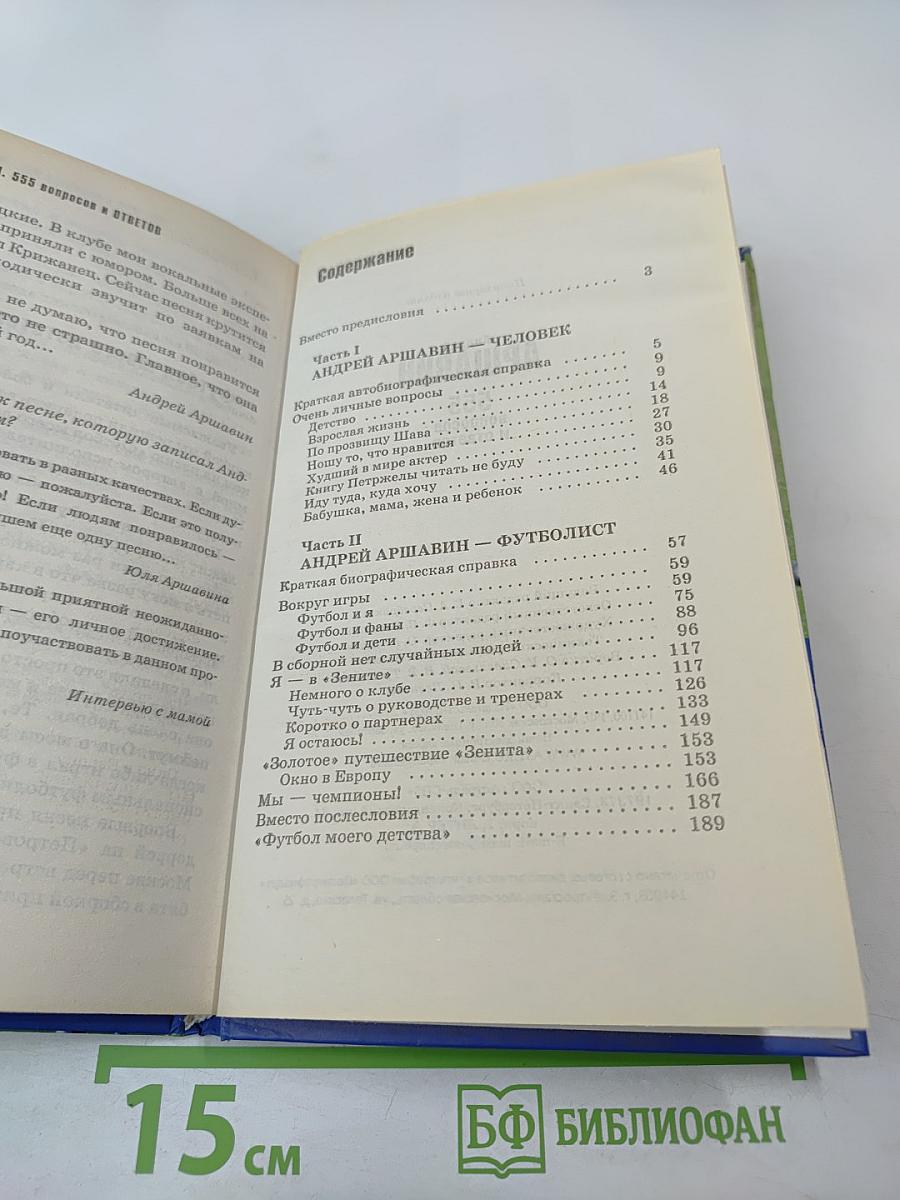 . 555 вопросов и ОТВЕТОВ
цкие. В клубе мои вокальные экспе-
приняли с юмором. Больше всех на
Крижанец. Сейчас песня крутится
одически звучит по заявкам на
не думаю, что песня понравится
то не страшно. Главное, что она
год...
Андрей Аршавин
к песне, которую записал Анд-
и?
овать в разных качествах. Если ду-
ю — пожалуйста. Если это полу-
о! Если людям понравилось —
шем еще одну песню...
Юля Аршавина
льшой приятной неожиданно-
— его личное достижение.
поучаствовать в данном про-
Интервью с мамой
Содержание
Вместо предисловия . . . . . . . . . . . . . . . . . . . . 3
Часть I
АНДРЕЙ АРШАВИН — ЧЕЛОВЕК
Краткая автобиографическая справка . . . . . . . 5
Очень личные вопросы . . . . . . . . . . . . . . . . 9
Детство . . . . . . . . . . . . . . . . . . . . . . . 9
Взрослая жизнь . . . . . . . . . . . . . . . . . . 14
По прозвищу Шава . . . . . . . . . . . . . . . . 18
Ношу то, что нравится . . . . . . . . . . . . . . 27
Худший в мире актер . . . . . . . . . . . . . . . 30
Книгу Петржелы читать не буду . . . . . . . . . 35
Иду туда, куда хочу . . . . . . . . . . . . . . . . 41
Бабушка, мама, жена и ребенок . . . . . . . . . 46
Часть II
АНДРЕЙ АРШАВИН — ФУТБОЛИСТ
Краткая биографическая справка . . . . . . . . . 57
Вокруг игры . . . . . . . . . . . . . . . . . . . . . 59
Футбол и я . . . . . . . . . . . . . . . . . . . . . 59
Футбол и фаны . . . . . . . . . . . . . . . . . . 75
Футбол и дети . . . . . . . . . . . . . . . . . . . 88
В сборной нет случайных людей . . . . . . . . . . 96
Я — в «Зените» . . . . . . . . . . . . . . . . . . . 117
Немного о клубе . . . . . . . . . . . . . . . . . . 117
Чуть-чуть о руководстве и тренерах . . . . . . . 126
Коротко о партнерах . . . . . . . . . . . . . . . 133
Я остаюсь! . . . . . . . . . . . . . . . . . . . . . 149
«Золотое» путешествие «Зенита» . . . . . . . . . 153
Окно в Европу . . . . . . . . . . . . . . . . . . . 153
Мы — чемпионы! . . . . . . . . . . . . . . . . . . 166
Вместо послесловия . . . . . . . . . . . . . . . . . 187
«Футбол моего детства» . . . . . . . . . . . . . . 189
15 см
БФ БИБЛИОФАН